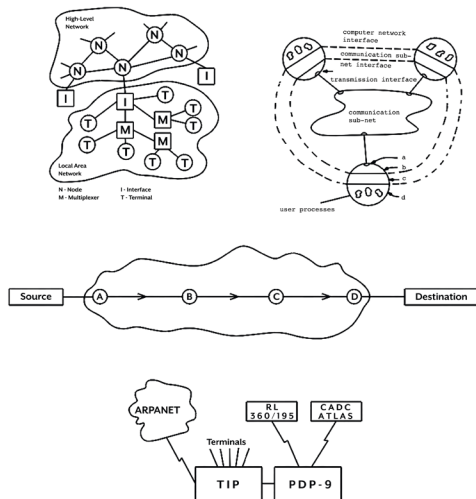 High-Level
Network
N
N
N
N
N
N
I
I
I
T
T
M
M
T
T
M
T
T
T
Local Area
Network
N - Node
I - Interface
M - Multiplexer
T - Terminal
computer network
interface
communication sub-
net interface
transmission interface
communication
sub-net
a
b
c
d
user processes
Source
A
B
C
D
Destination
ARPANET
RL
360/195
CADC
ATLAS
Terminals
TIP
PDP-9